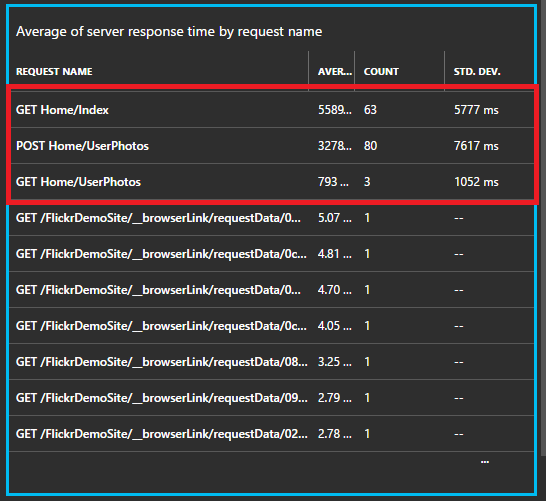 Average of server response time by request name
REQUEST NAME AVER... COUNT STD. DEV.
GET Home/Index 5589... 63 5777 ms
POST Home/UserPhotos 3278... 80 7617 ms
GET Home/UserPhotos 793 ... 3 1052 ms
GET /FlickrDemoSite/__browserLink/requestData/0... 5.07 ... 1 --
GET /FlickrDemoSite/__browserLink/requestData/0c... 4.81 ... 1 --
GET /FlickrDemoSite/__browserLink/requestData/0... 4.70 ... 1 --
GET /FlickrDemoSite/__browserLink/requestData/0c... 4.05 ... 1 --
GET /FlickrDemoSite/__browserLink/requestData/08... 3.25 ... 1 --
GET /FlickrDemoSite/__browserLink/requestData/09... 2.79 ... 1 --
GET /FlickrDemoSite/__browserLink/requestData/02... 2.78 ... 1 --
...